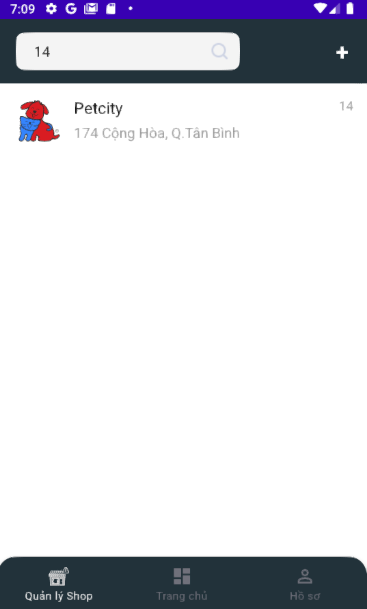 7:09
14
+
Petcity
14
174 Cộng Hòa, Q.Tân Bình
Quản lý Shop
Trang chủ
Hồ sơ